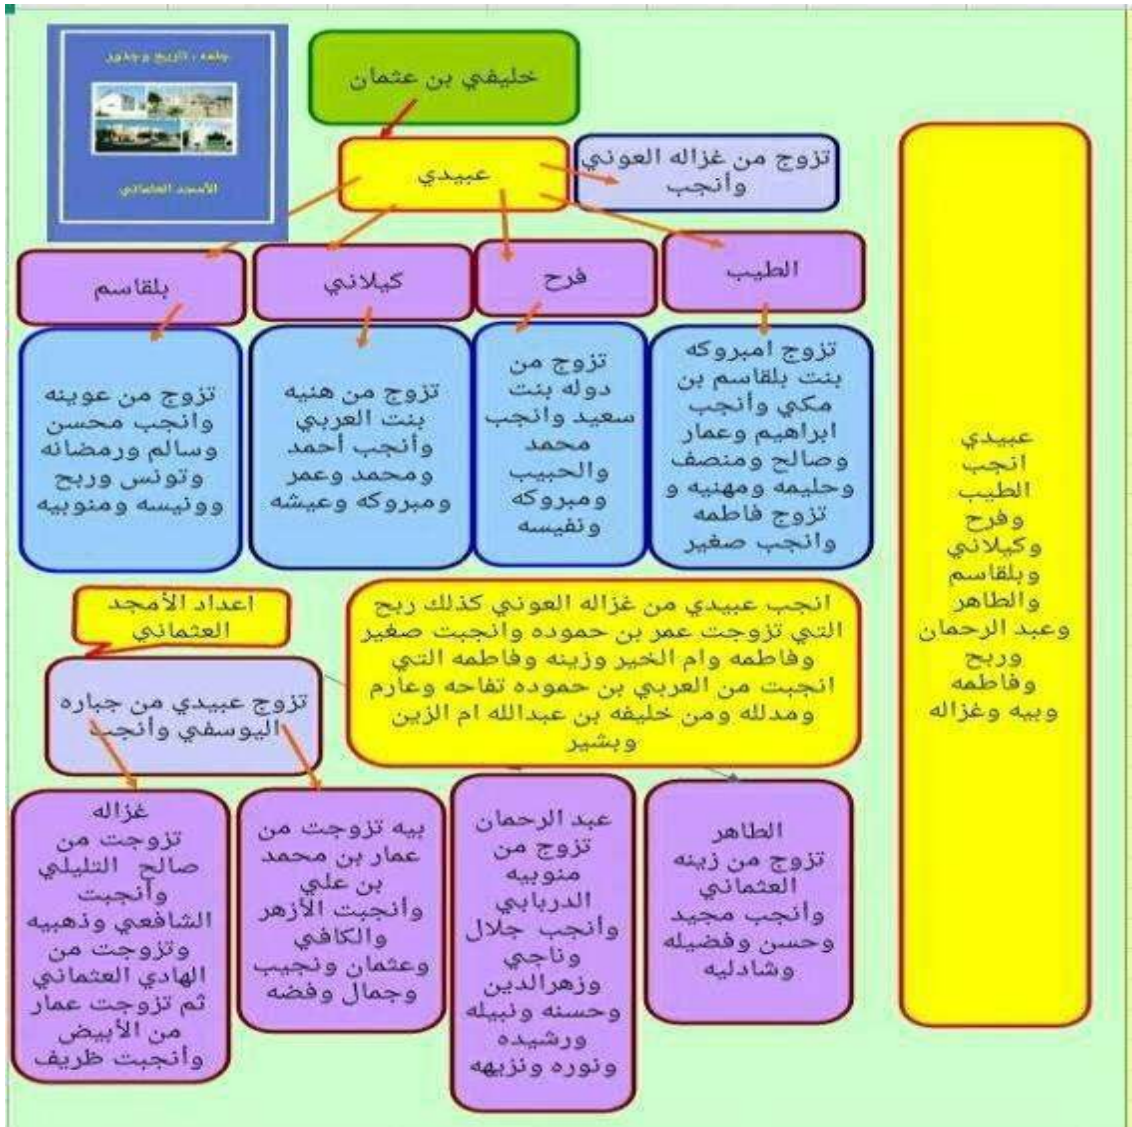 جلمه ، تاريخ وجذور
الأمجد العثماني
خليفي بن عثمان
عبيدي
تزوج من غزاله العوني
وأنجب
الطيب
فرح
كيلاني
بلقاسم
تزوج امبروكه
بنت بلقاسم بن
مكي وأنجب
ابراهيم وعمار
وصالح ومنصف
وحليمه ومهنيه و
تزوج فاطمه
وانجب صغير
تزوج من
دوله بنت
سعيد وانجب
محمد
والحبيب
ومبروكه
ونفيسه
تزوج من هنيه
بنت العربي
وأنجب أحمد
ومحمد وعمر
ومبروكه وعيشه
تزوج من عوينه
وانجب محسن
وسالم ورمضانه
وتونس وربح
وونيسه ومنوبيه
عبيدي
انجب
الطيب
وفرح
وكيلاني
وبلقاسم
والطاهر
وعبد الرحمان
وربح
وفاطمه
وبيه وغزاله
انجب عبيدي من غزاله العوني كذلك ربح
التي تزوجت عمر بن حموده وانجبت صغير
وفاطمه وام الخير وزينه وفاطمه التي
انجبت من العربي بن حموده تفاحه وعارم
ومدلله ومن خليفه بن عبدالله ام الزين
وبشير
اعداد الأمجد
العثماني
تزوج عبيدي من جباره
اليوسفي وأنجب
الطاهر
تزوج من زينه
العثماني
وأنجب مجيد
وحسن وفضيله
وشادليه
عبد الرحمان
تزوج من
منوبيه
الدربابي
وأنجب جلال
وناجي
وزهرالدين
وحسنه ونبيله
ورشيده
ونوره ونزيهه
بيه تزوجت من
عمار بن محمد
بن علي
وأنجبت الأزهر
والكافي
وعثمان ونجيب
وجمال وفضه
غزاله
تزوجت من
صالح التليلي
وأنجبت
الشافعي وذهبيه
وتزوجت من
الهادي العثماني
ثم تزوجت عمار
من الأبيض
وأنجبت ظريف